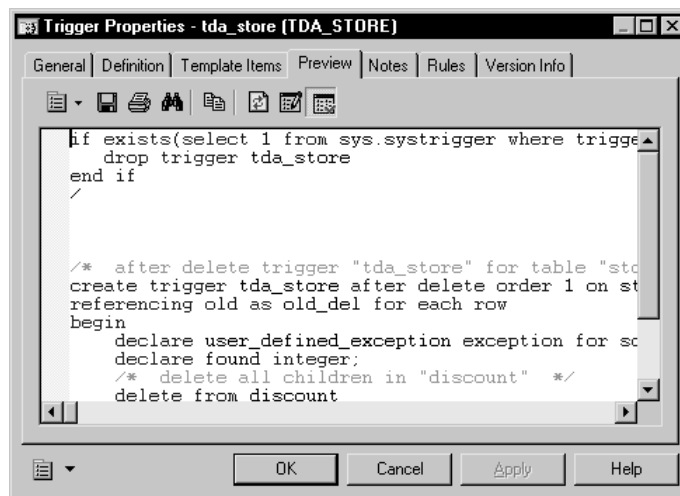 Trigger Properties - tda_store (TDA_STORE)
General Definition Template Items Preview Notes Rules Version Info
if exists(select 1 from sys.systrigger where trigge
drop trigger tda_store
end if
/
/* after delete trigger "tda_store" for table "sto
create trigger tda_store after delete order 1 on st
referencing old as old_del for each row
begin
declare user_defined_exception exception for sq
declare found integer;
/* delete all children in "discount" */
delete from discount
OK Cancel Apply Help